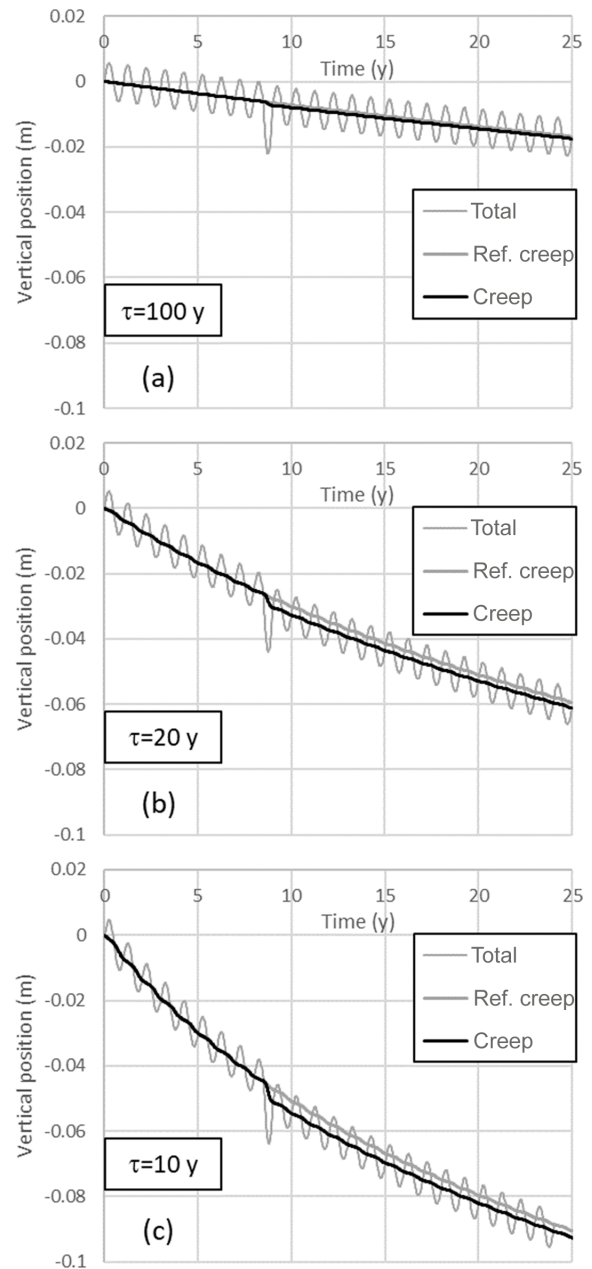 0.02
0 5 10 15 20 25
Time (y)
0
-0.02
-0.04
-0.06
-0.08
-0.1
Vertical position (m)
Total
Ref. creep
Creep
τ=100 y
(a)
0.02
0 5 10 15 20 25
Time (y)
0
-0.02
-0.04
-0.06
-0.08
-0.1
Vertical position (m)
Total
Ref. creep
Creep
τ=20 y
(b)
0.02
0 5 10 15 20 25
Time (y)
0
-0.02
-0.04
-0.06
-0.08
-0.1
Vertical position (m)
Total
Ref. creep
Creep
τ=10 y
(c)